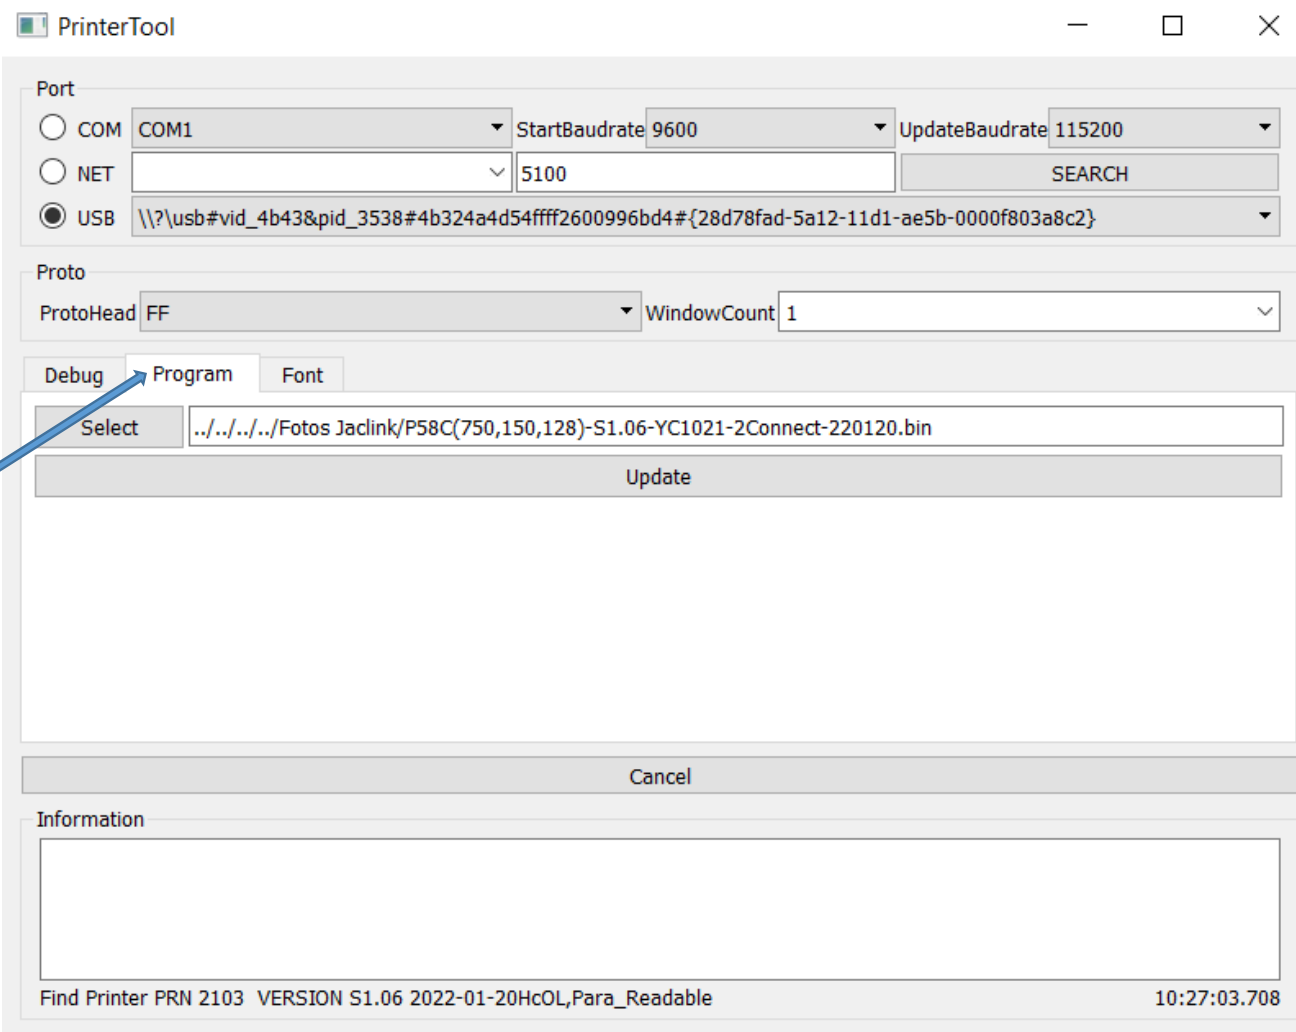 PrinterTool
Port
COM COM1 StartBaudrate 9600 UpdateBaudrate 115200
NET 5100 SEARCH
USB \\?\usb#vid_4b43&pid_3538#4b324a4d54ffff2600996bd4#{28d78fad-5a12-11d1-ae5b-0000f803a8c2}
Proto
ProtoHead FF WindowCount 1
Debug Program Font
Select ../../../../Fotos Jaclink/P58C(750,150,128)-S1.06-YC1021-2Connect-220120.bin
Update
Cancel
Information
Find Printer PRN 2103 VERSION S1.06 2022-01-20HcOL,Para_Readable 10:27:03.708